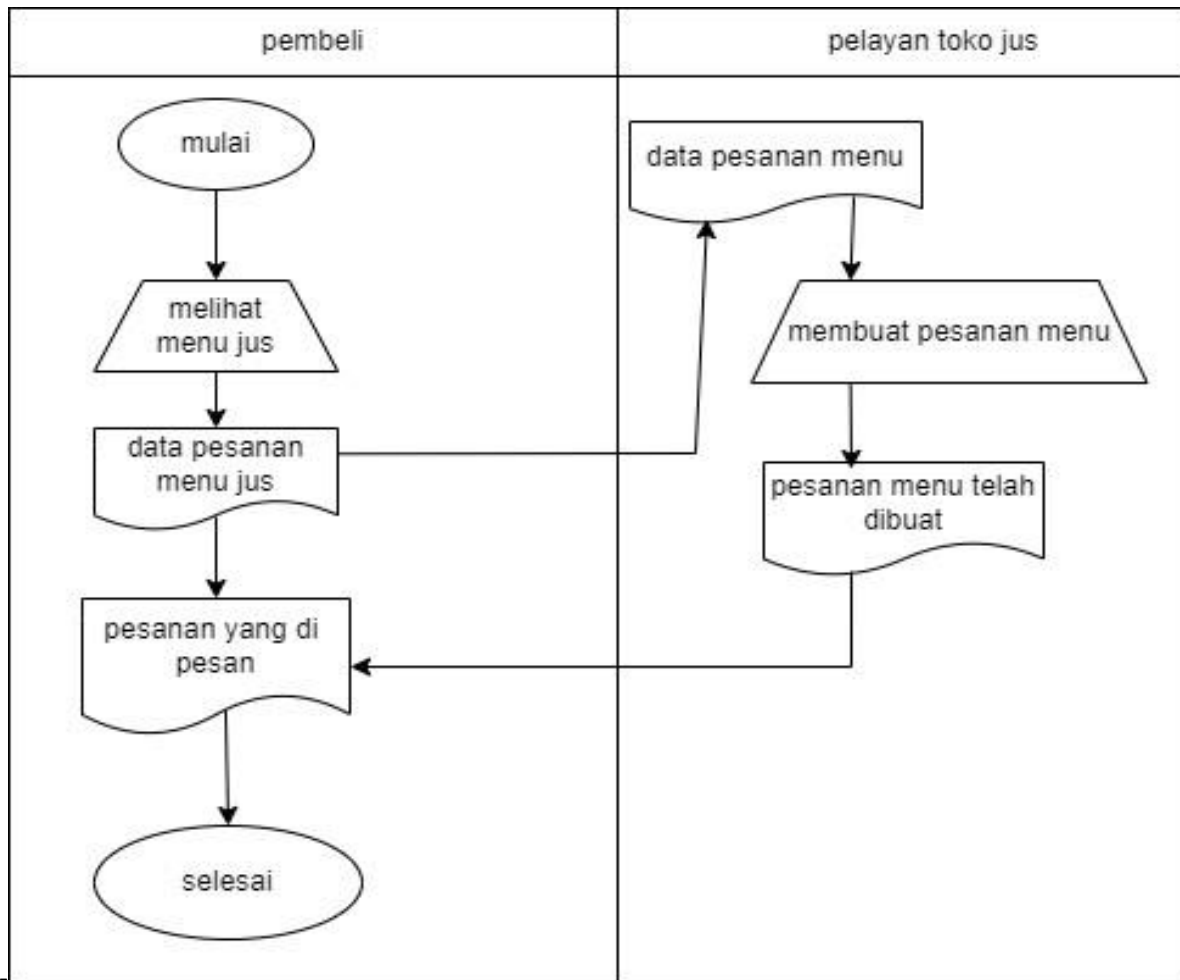 pembeli
pelayan toko jus
mulai
melihat
menu jus
data pesanan
menu jus
pesanan yang di
pesan
selesai
data pesanan menu
membuat pesanan menu
pesanan menu telah
dibuat